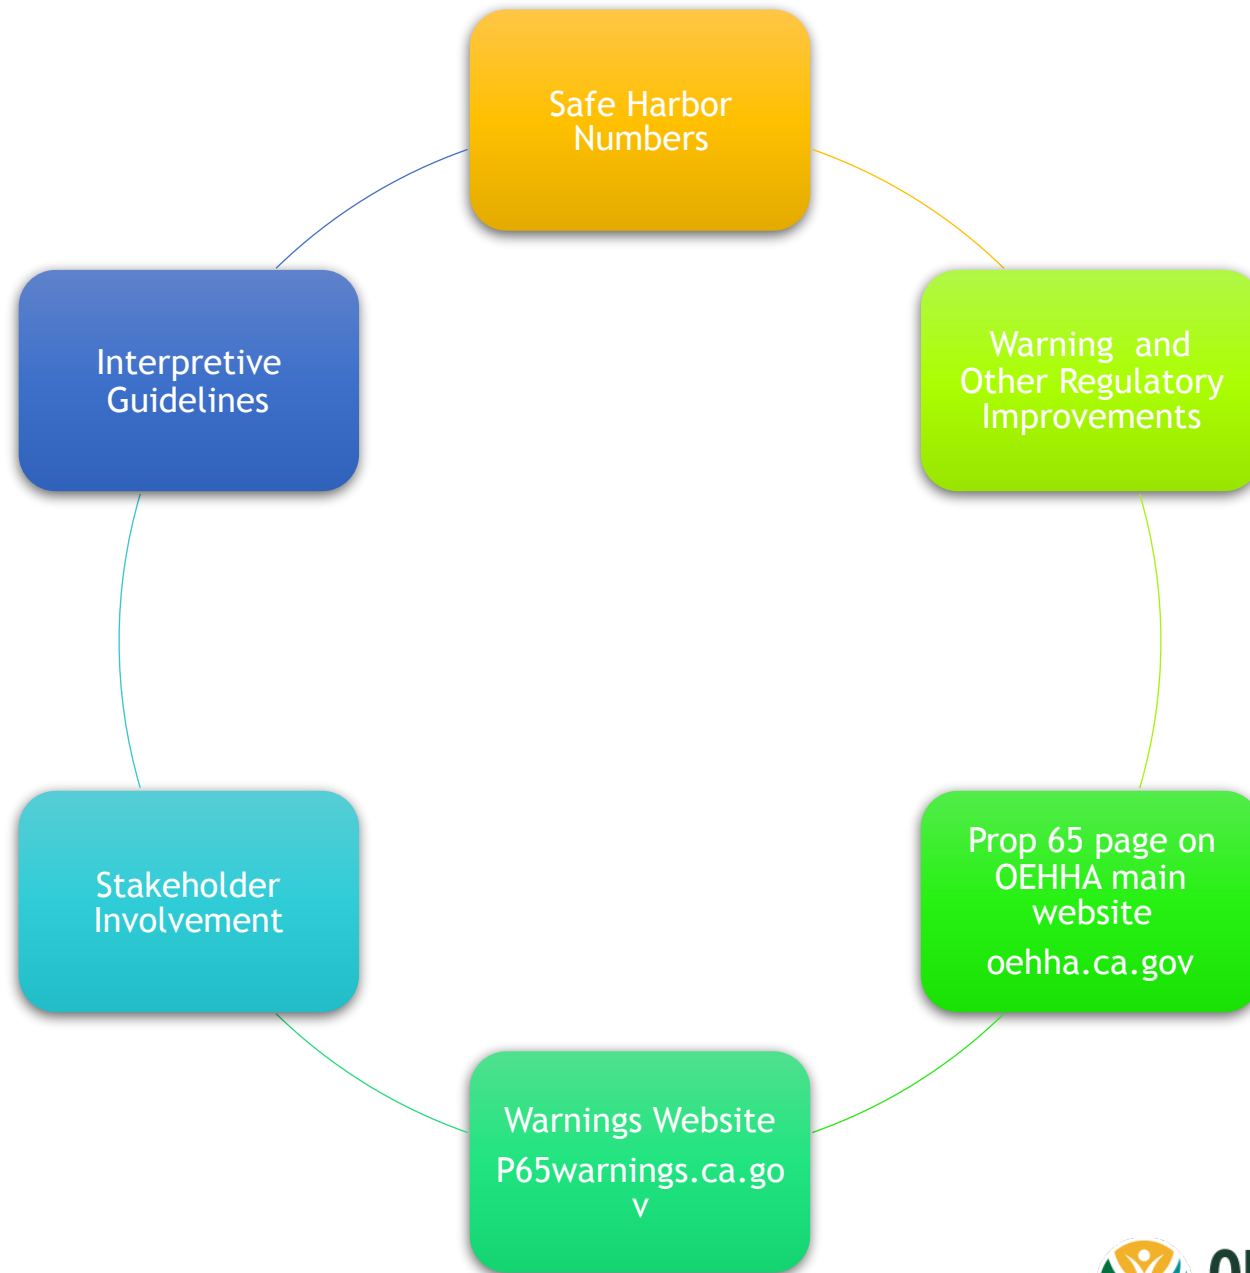 Safe Harbor
Numbers
Warning and
Other Regulatory
Improvements
Prop 65 page on
OEHHA main
website
oehha.ca.gov
Warnings Website
P65warnings.ca.go
v
Stakeholder
Involvement
Interpretive
Guidelines